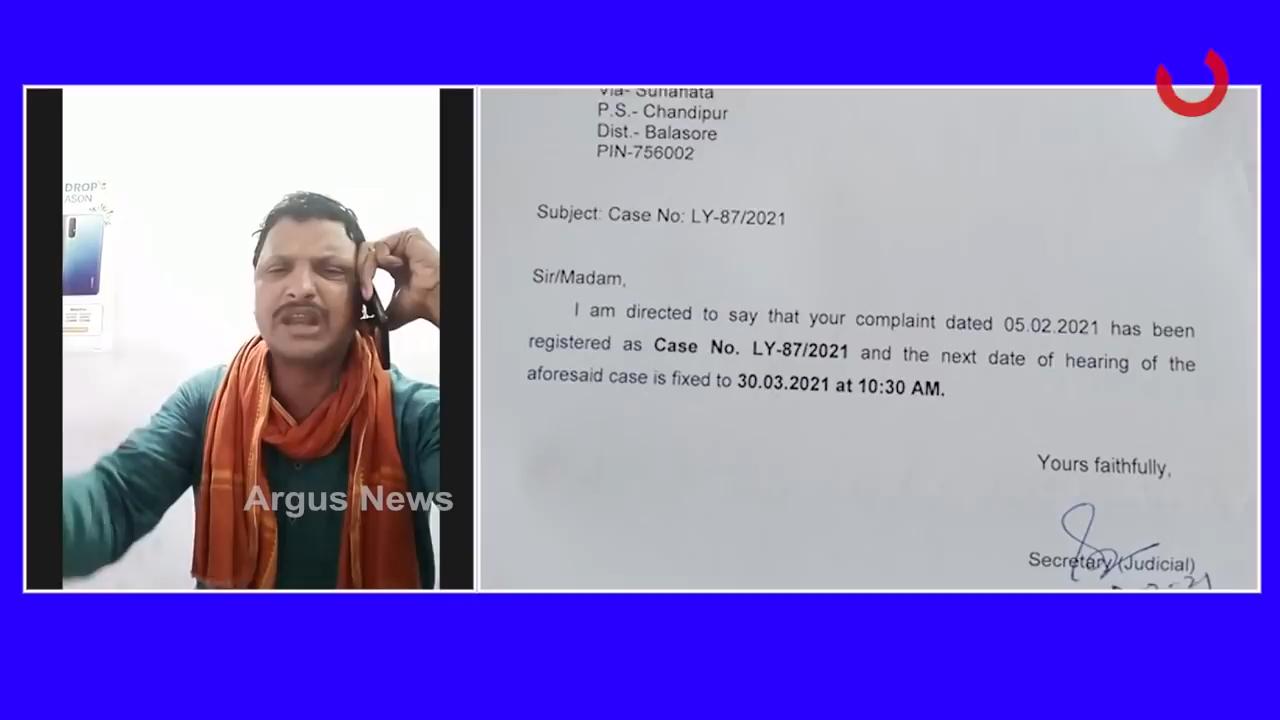 DROP
ASON
Argus News
Via- Sunahata
P.S.- Chandipur
Dist.- Balasore
PIN-756002
Subject: Case No: LY-87/2021
Sir/Madam,
I am directed to say that your complaint dated 05.02.2021 has been
registered as Case No. LY-87/2021 and the next date of hearing of the
aforesaid case is fixed to 30.03.2021 at 10:30 AM.
Yours faithfully,
Secretary (Judicial)